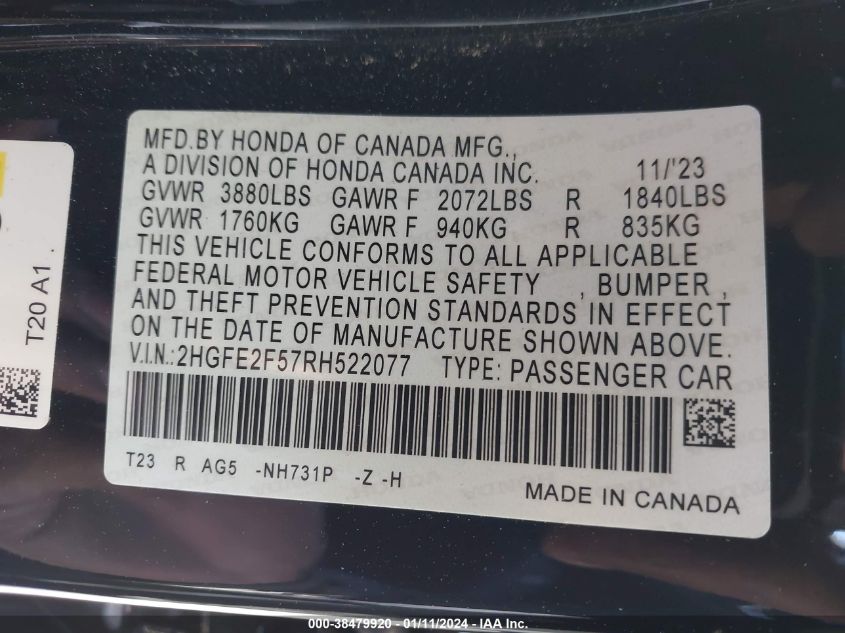 MFD.BY HONDA OF CANADA MFG.,
A DIVISION OF HONDA CANADA INC. 11/'23
GVWR 3880LBS GAWR F 2072LBS R 1840LBS
GVWR 1760KG GAWR F 940KG R 835KG
THIS VEHICLE CONFORMS TO ALL APPLICABLE
FEDERAL MOTOR VEHICLE SAFETY , BUMPER ,
AND THEFT PREVENTION STANDARDS IN EFFECT
ON THE DATE OF MANUFACTURE SHOWN ABOVE.
V.I.N.:2HGFE2F57RH522077 TYPE: PASSENGER CAR
T23 R AG5 -NH731P -Z -H
MADE IN CANADA
T20 A1
000-38479920 - 01/11/2024 - IAA Inc.